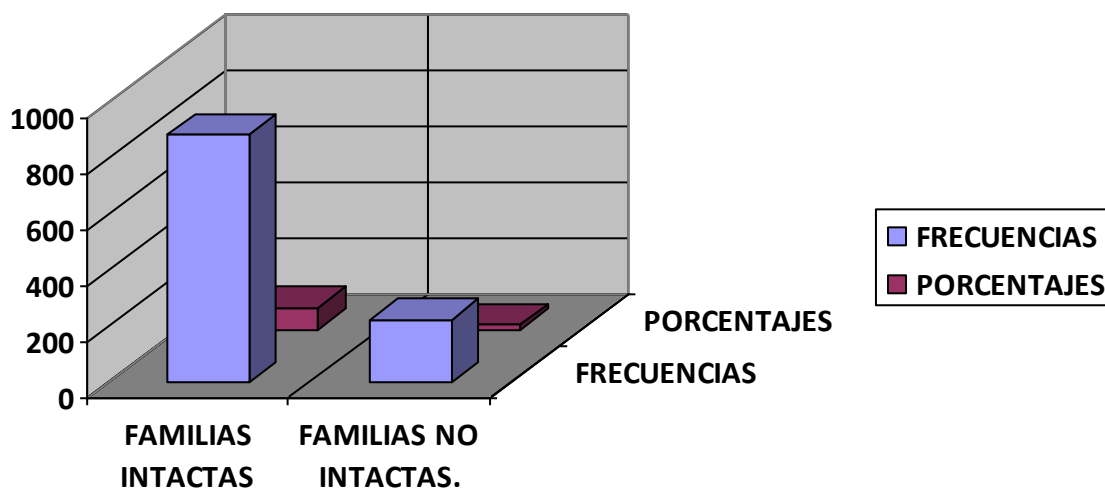 1000
800
600
400
200
0
FAMILIAS
INTACTAS
FAMILIAS NO
INTACTAS.
PORCENTAJES
FRECUENCIAS
FRECUENCIAS
PORCENTAJES